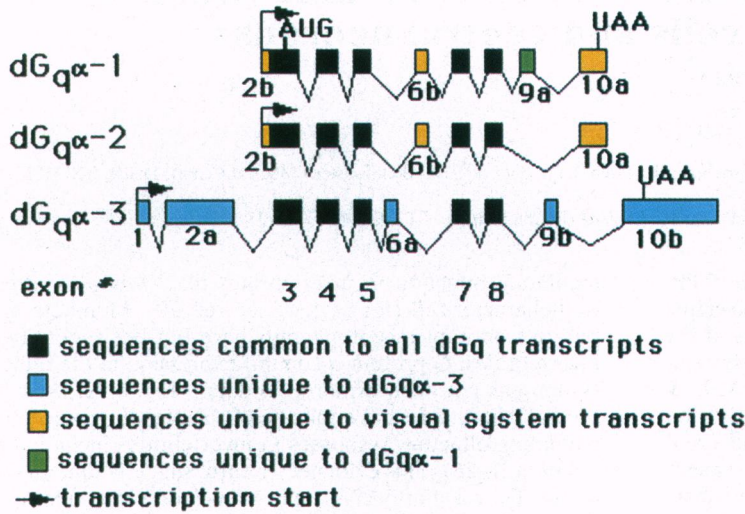 AUG UAA
dGqα-1
2b 6b 9a 10a
dGqα-2
2b 6b 10a
UAA
dGqα-3
1 2a 6a 9b 10b
exon # 3 4 5 7 8
sequences common to all dGq transcripts
sequences unique to dGqα-3
sequences unique to visual system transcripts
sequences unique to dGqα-1
transcription start